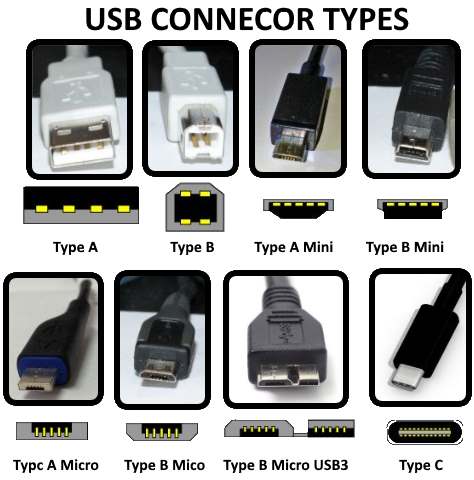 USB CONNECOR TYPES
Type A
Type B
Type A Mini
Type B Mini
Typc A Micro
Type B Mico
Type B Micro USB3
Type C